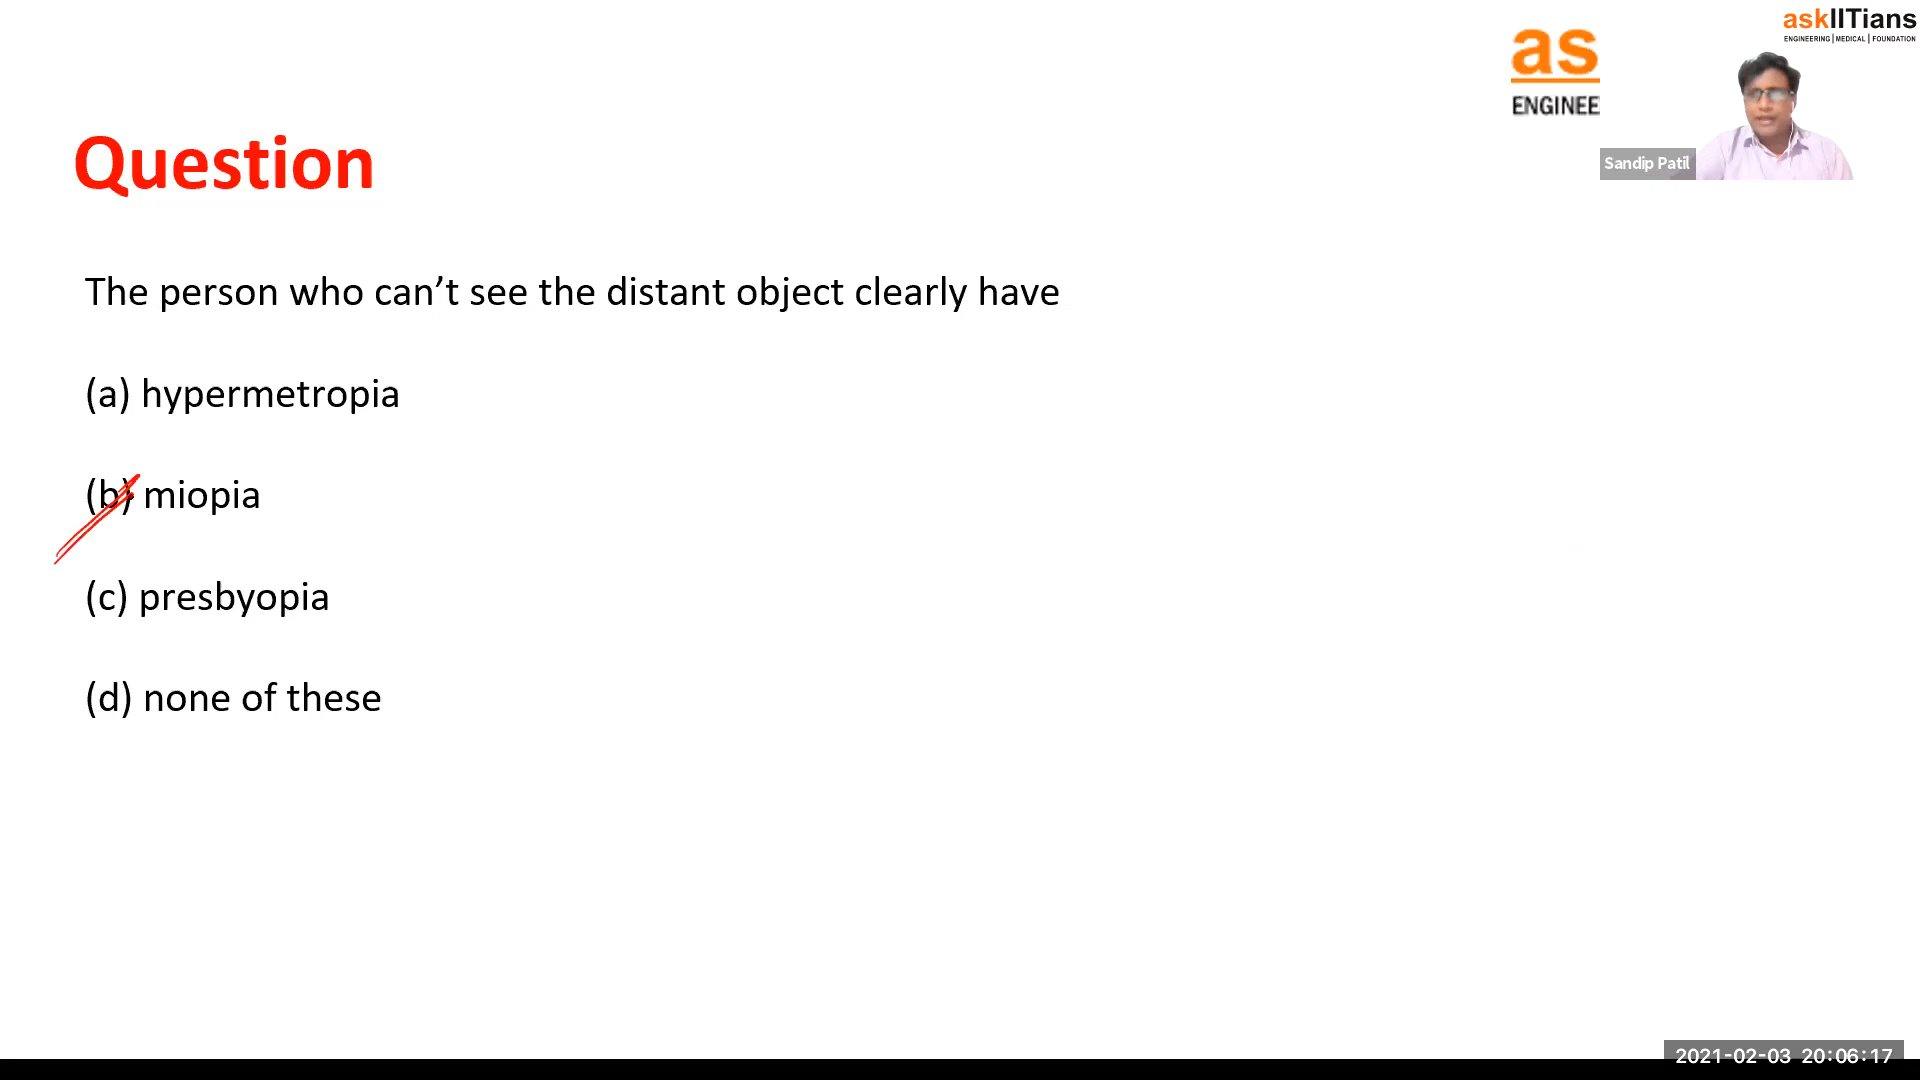 askIITians
ENGINEERING | MEDICAL | FOUNDATION
as
ENGINEE
Sandip Patil
Question
The person who can’t see the distant object clearly have
(a) hypermetropia
(b) miopia
(c) presbyopia
(d) none of these
2021-02-03 20:06:17